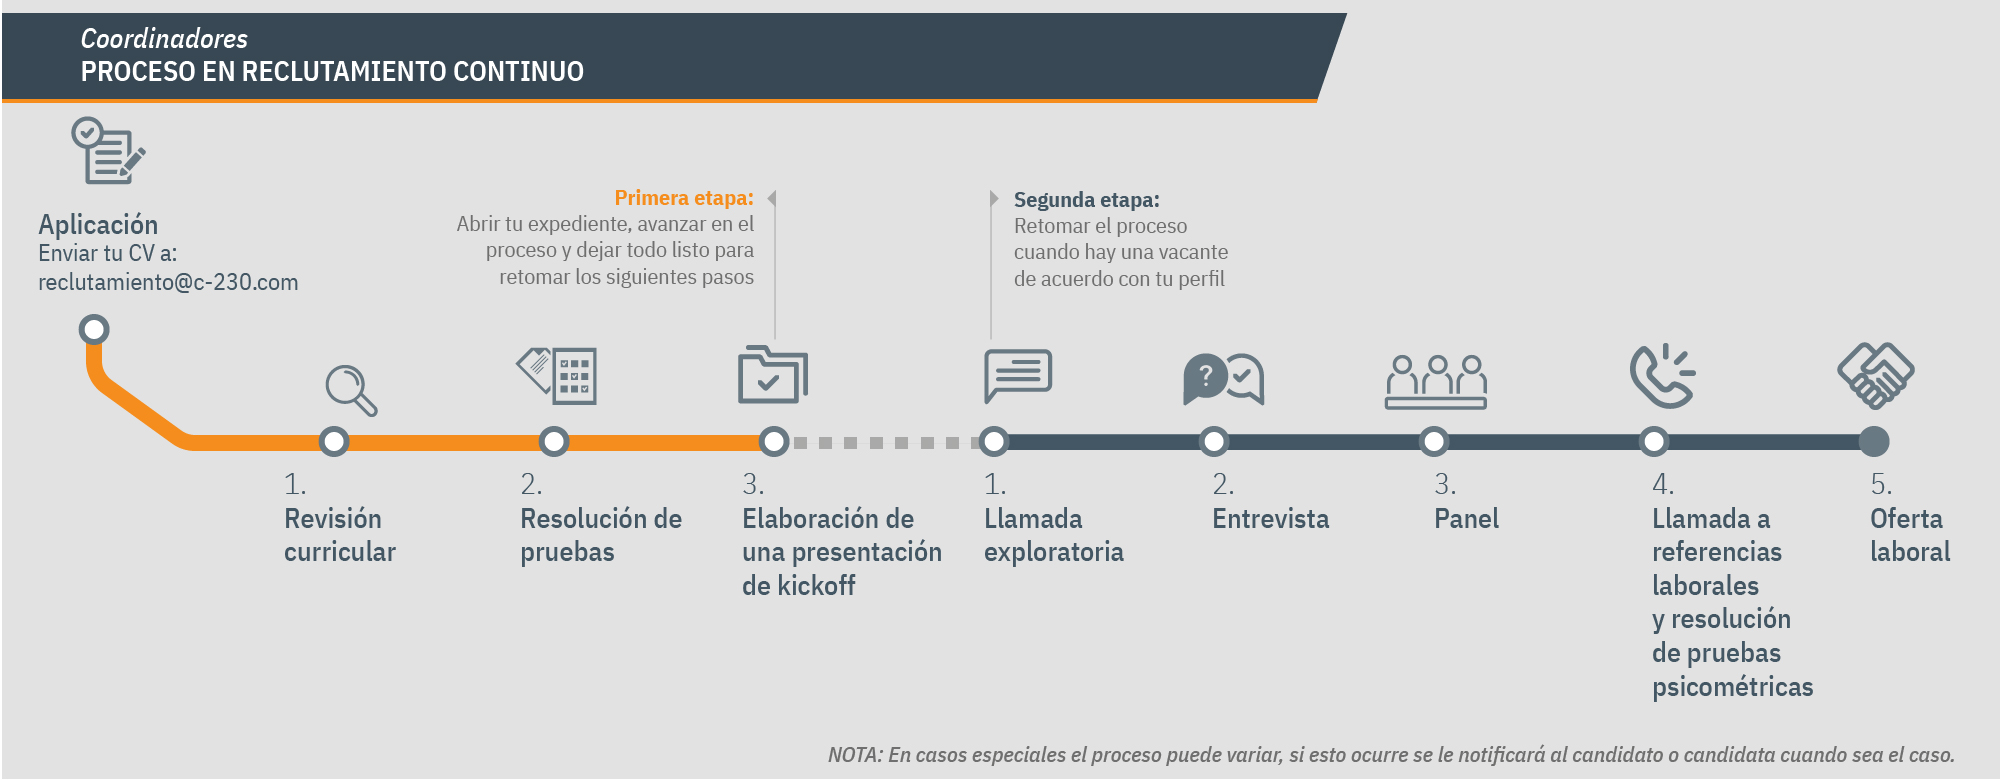 Coordinadores
PROCESO EN RECLUTAMIENTO CONTINUO
Aplicación
Enviar tu CV a:
reclutamiento@c-230.com
Primera etapa:
Abrir tu expediente, avanzar en el
proceso y dejar todo listo para
retomar los siguientes pasos
Segunda etapa:
Retomar el proceso
cuando hay una vacante
de acuerdo con tu perfil
?
1.
Revisión
curricular
2.
Resolución de
pruebas
3.
Elaboración de
una presentación
de kickoff
1.
Llamada
exploratoria
2.
Entrevista
3.
Panel
4.
Llamada a
referencias
laborales
y resolución
de pruebas
psicométricas
5.
Oferta
laboral
NOTA: En casos especiales el proceso puede variar, si esto ocurre se le notificará al candidato o candidata cuando sea el caso.